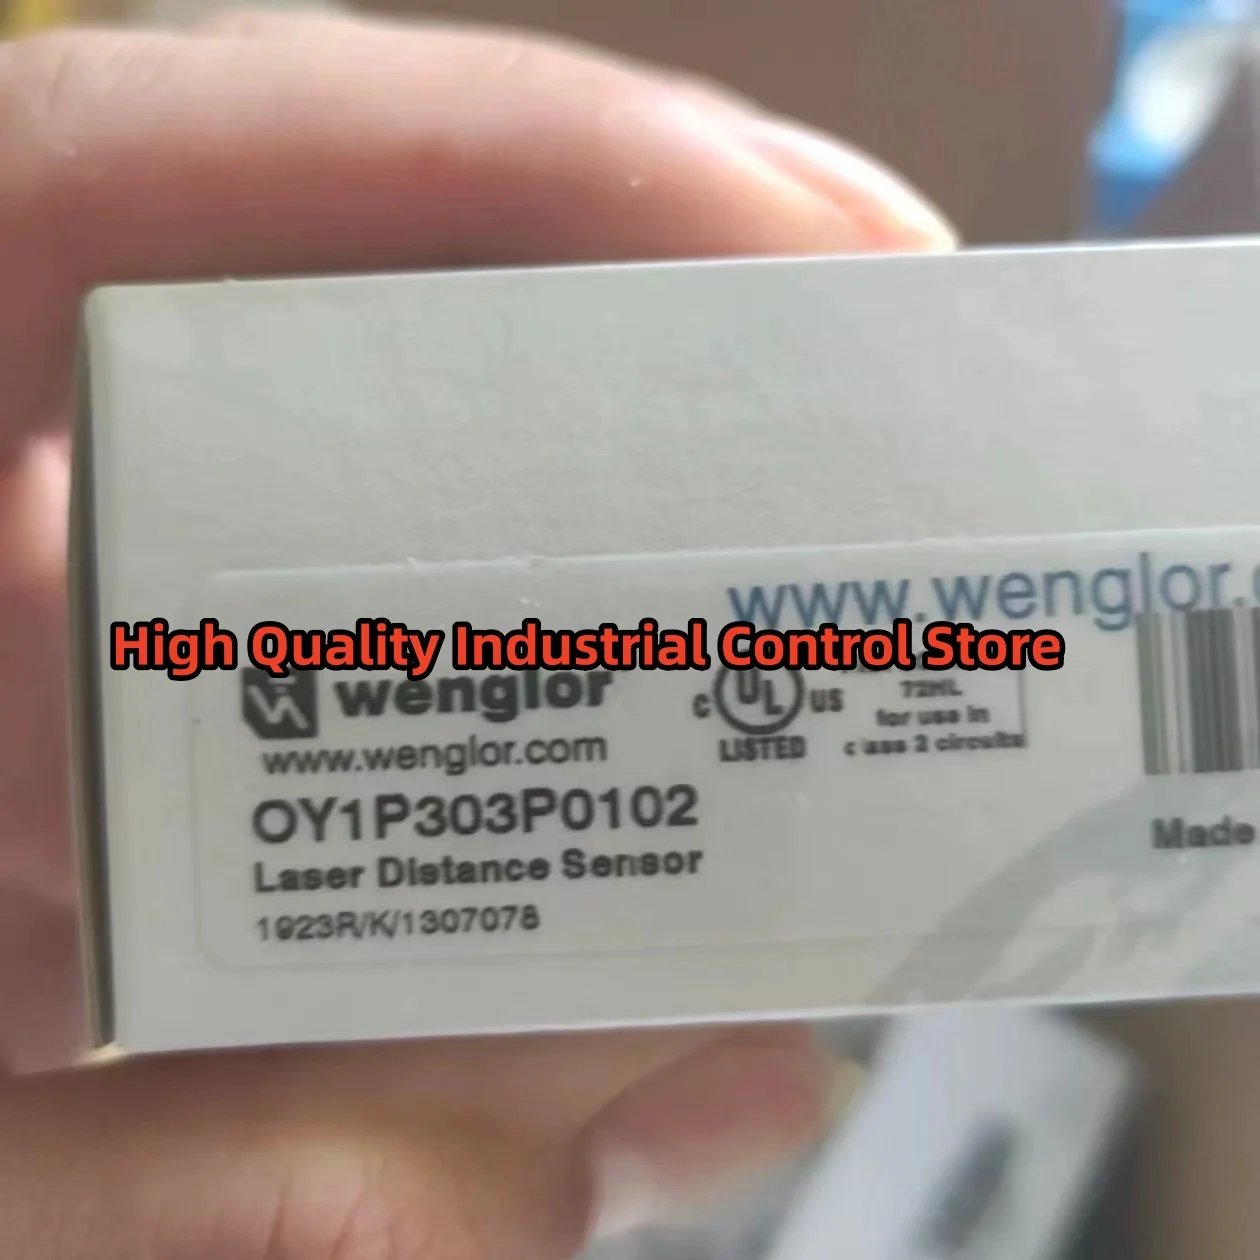 www.wenglor.
High Quality Industrial Control Store
wenglor
www.wenglor.com
C UL US
LISTED
72HL
for use in
class 2 circuits
OY1P303P0102
Laser Distance Sensor
1923R/K/1307078
Made